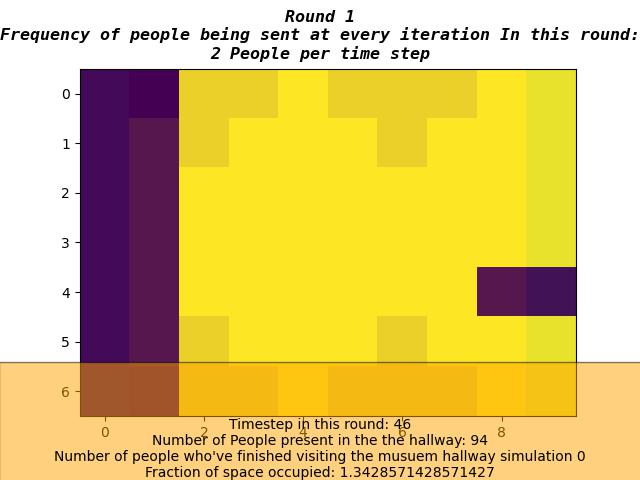 Round 1
Frequency of people being sent at every iteration In this round:
2 People per time step
0
1
2
3
4
5
6
0 2 4 6 8
Timestep in this round: 46
Number of People present in the the hallway: 94
Number of people who've finished visiting the musuem hallway simulation 0
Fraction of space occupied: 1.3428571428571427